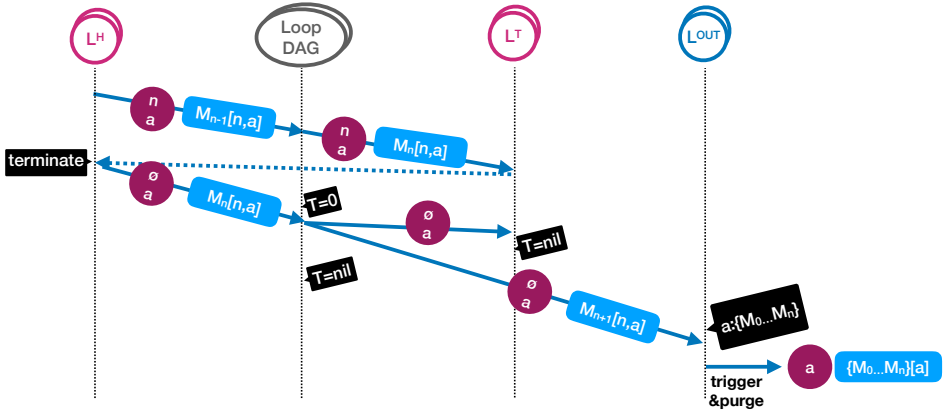 Lᴴ
Loop
DAG
Lᵀ
Lᴼᵁᵀ
n
a
Mₙ₋₁[n,a]
n
a
Mₙ[n,a]
terminate
ø
a
Mₙ[n,a]
T=0
ø
a
T=nil
T=nil
ø
a
Mₙ₊₁[n,a]
a:{M₀...Mₙ}
trigger
&purge
a
{M₀...Mₙ}[a]